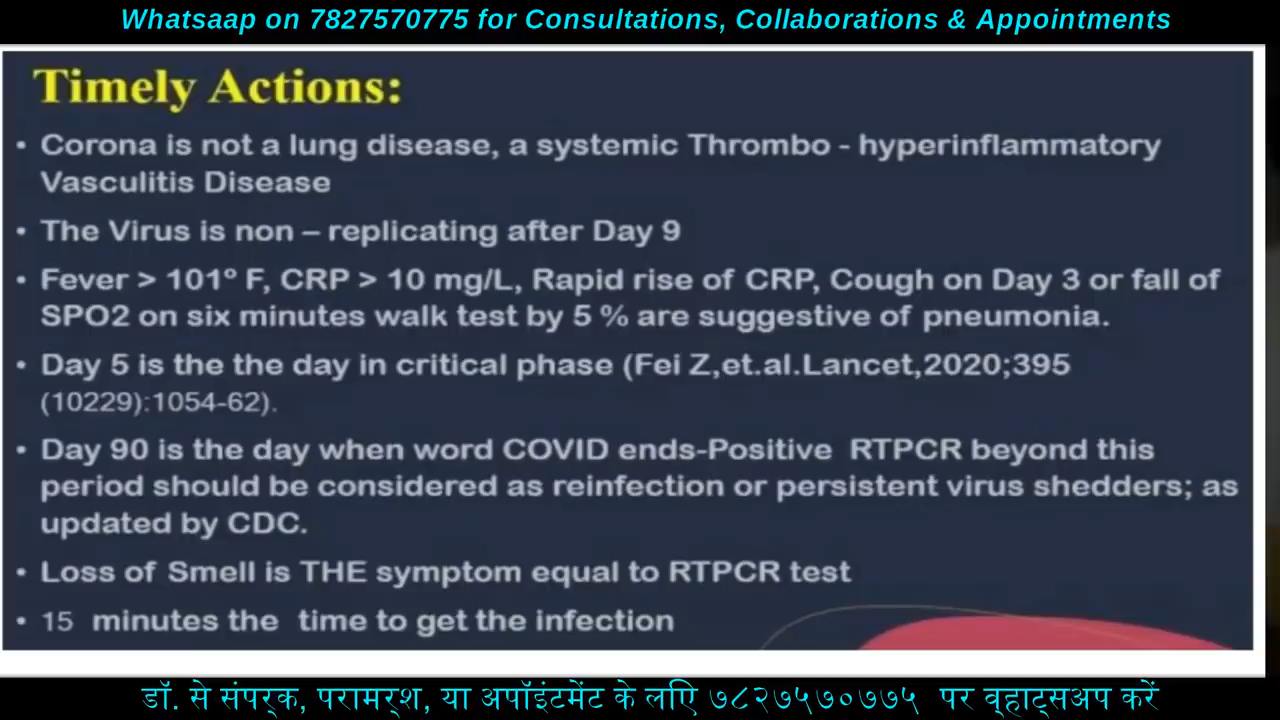 Whatsaap on 7827570775 for Consultations, Collaborations & Appointments
Timely Actions:
• Corona is not a lung disease, a systemic Thrombo - hyperinflammatory
Vasculitis Disease
• The Virus is non – replicating after Day 9
• Fever > 101º F, CRP > 10 mg/L, Rapid rise of CRP, Cough on Day 3 or fall of
SPO2 on six minutes walk test by 5 % are suggestive of pneumonia.
• Day 5 is the the day in critical phase (Fei Z,et.al.Lancet,2020;395
(10229):1054-62).
• Day 90 is the day when word COVID ends-Positive RTPCR beyond this
period should be considered as reinfection or persistent virus shedders; as
updated by CDC.
• Loss of Smell is THE symptom equal to RTPCR test
• 15 minutes the time to get the infection
डॉ. से संपर्क, परामर्श, या अपॉइंटमेंट के लिए ७८२७५७०७७५ पर व्हाट्सअप करें